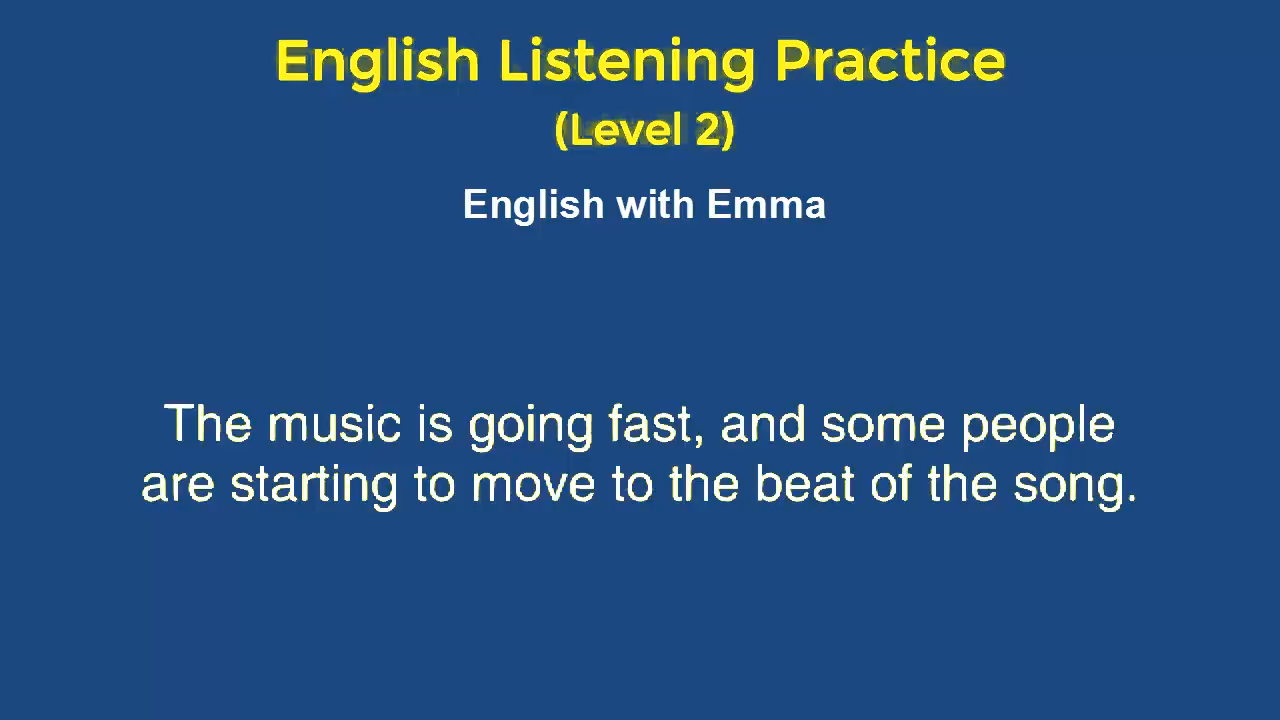 English Listening Practice
(Level 2)
English with Emma
The music is going fast, and some people
are starting to move to the beat of the song.